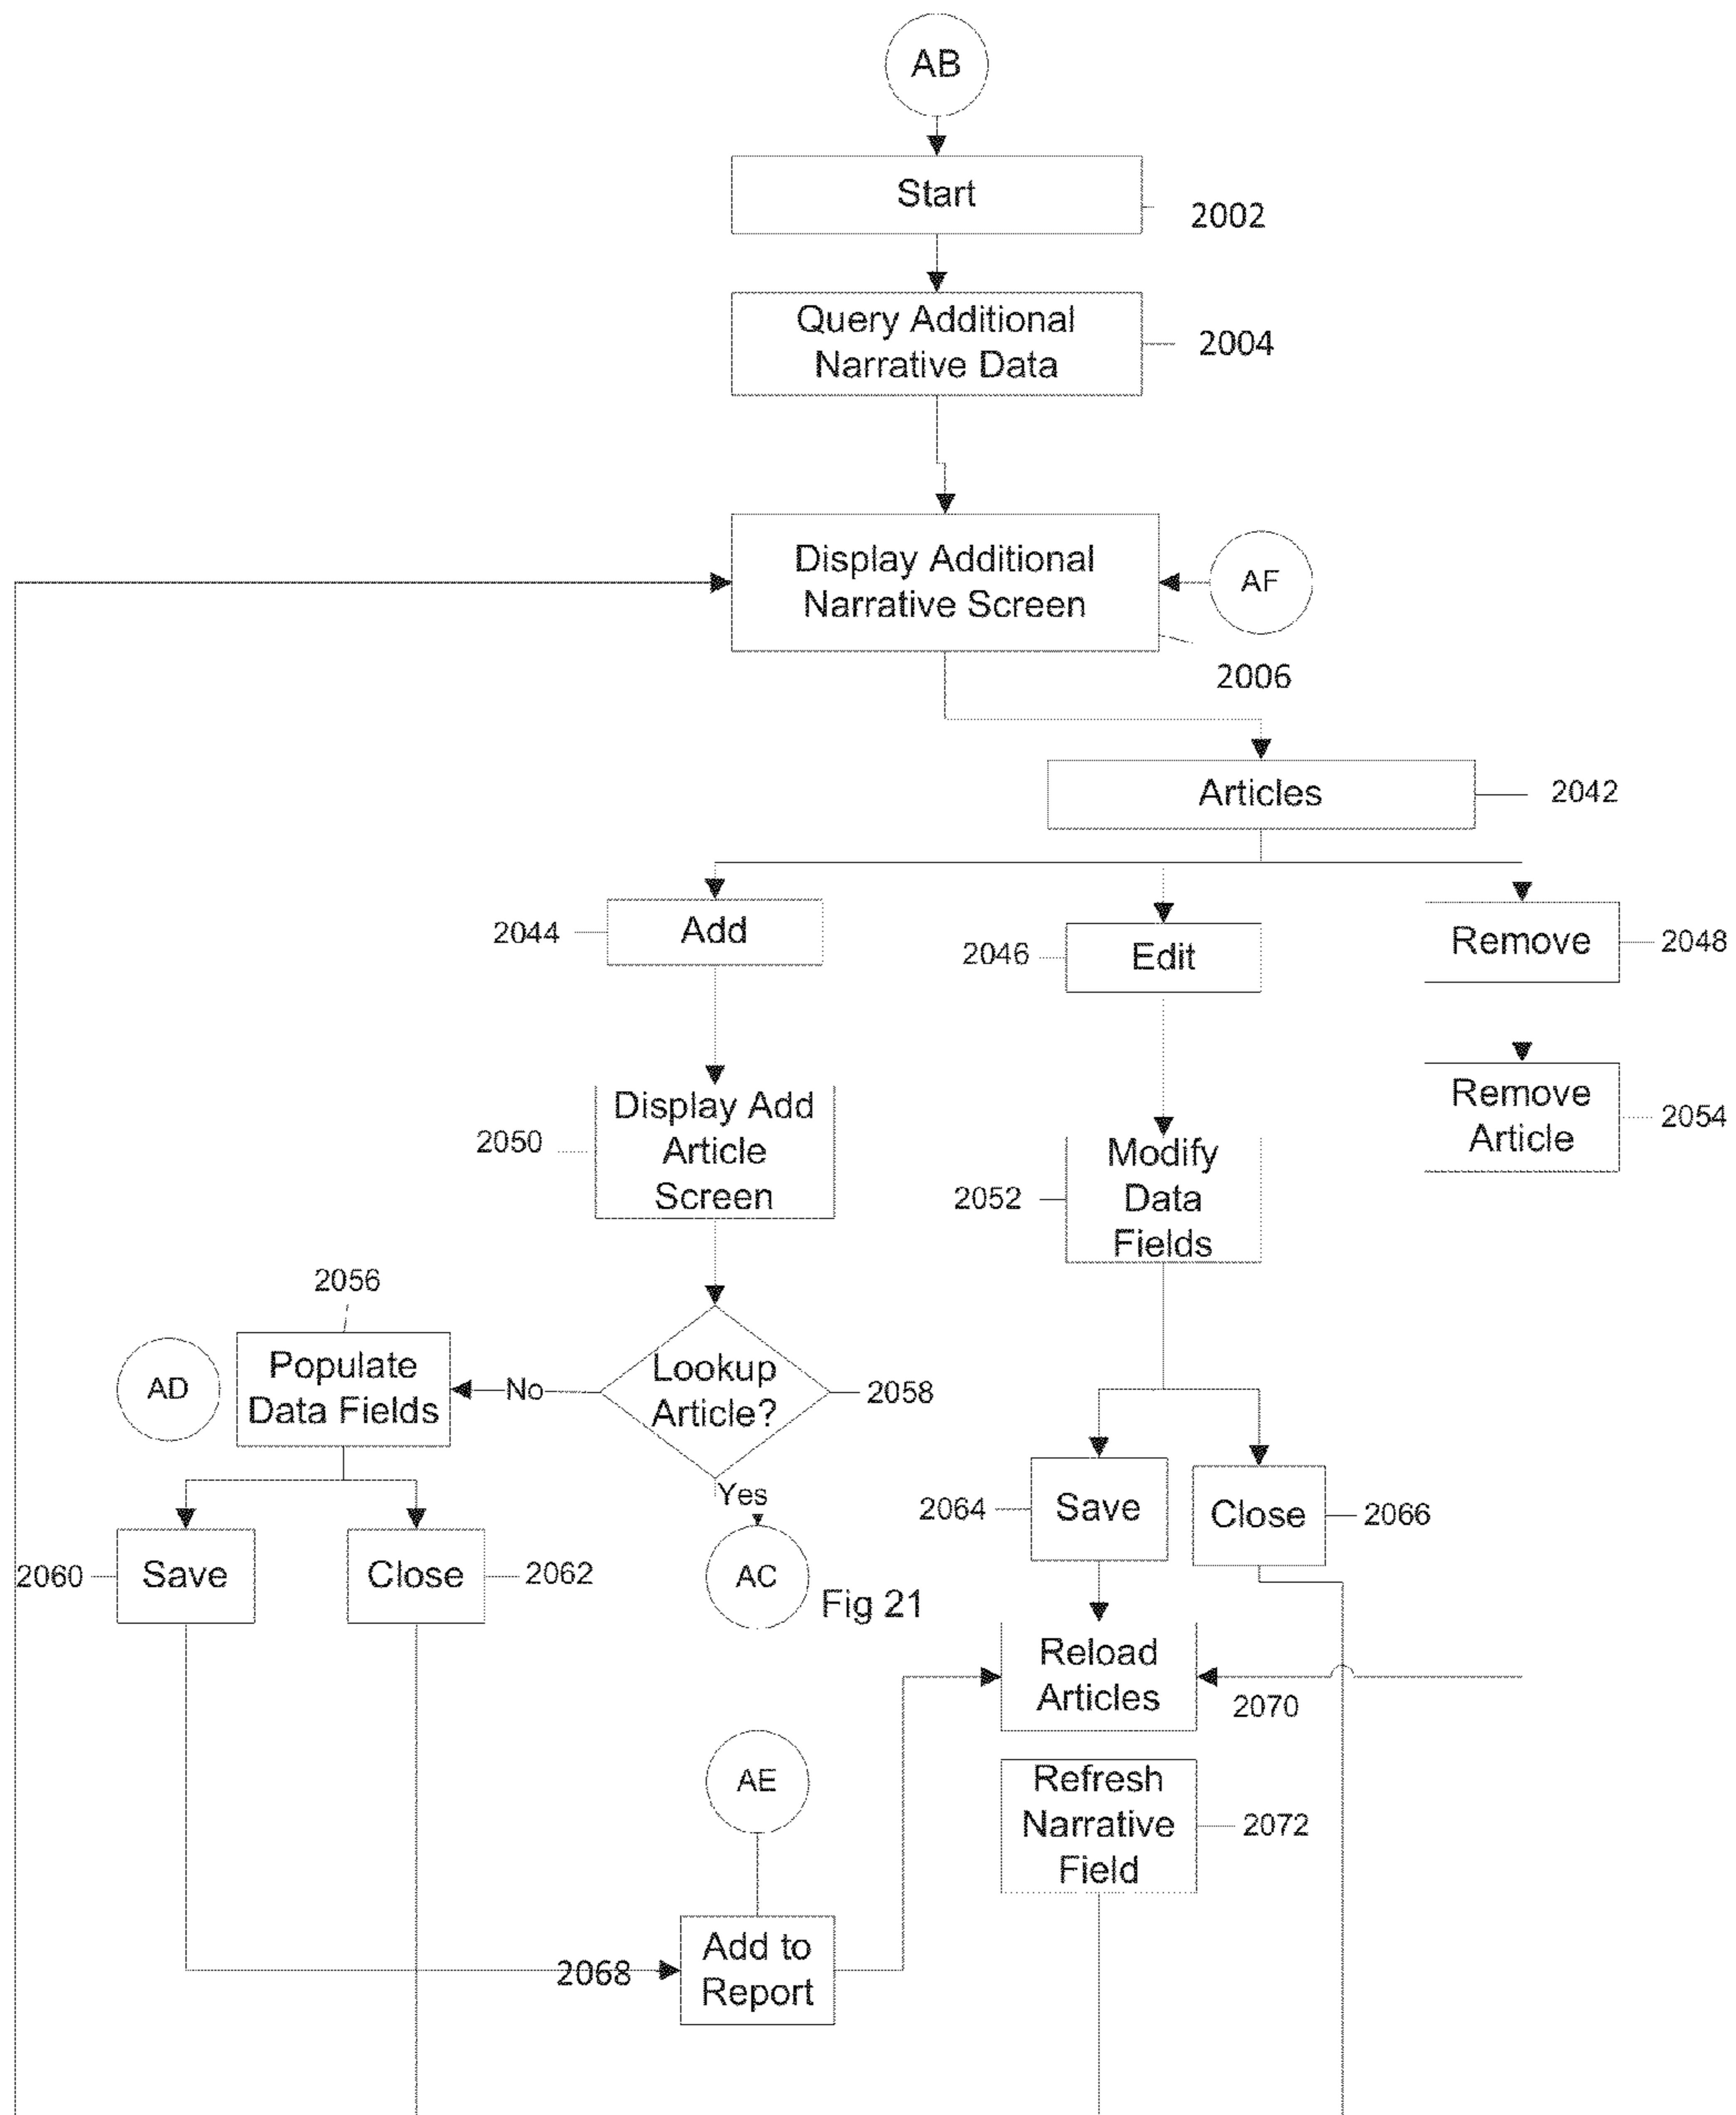 AB
Start
2002
Query Additional
Narrative Data
2004
Display Additional
Narrative Screen
AF
2006
Articles
2042
2044
Add
2046
Edit
Remove
2048
2050
Display Add
Article
Screen
2052
Modify
Data
Fields
Remove
Article
2054
2056
AD
Populate
Data Fields
No
Lookup
Article?
2058
Yes
2060
Save
Close
2062
AC
Fig 21
2064
Save
Close
2066
Reload
Articles
2070
AE
Refresh
Narrative
Field
2072
2068
Add to
Report